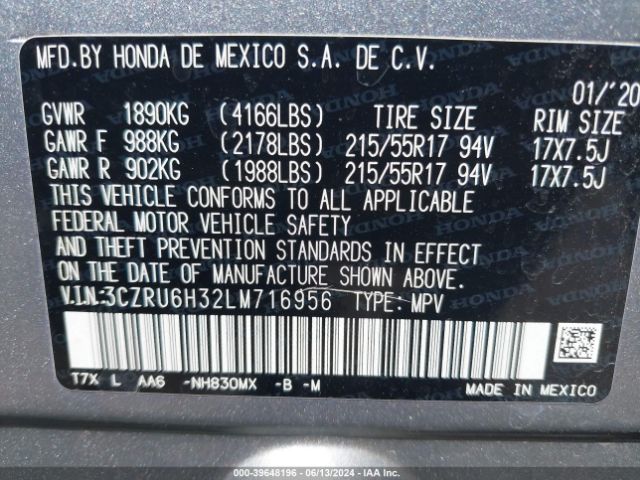 MFD.BY HONDA DE MEXICO S.A. DE C.V.
01/'20
GVWR 1890KG (4166LBS) TIRE SIZE RIM SIZE
GAWR F 988KG (2178LBS) 215/55R17 94V 17X7.5J
GAWR R 902KG (1988LBS) 215/55R17 94V 17X7.5J
THIS VEHICLE CONFORMS TO ALL APPLICABLE
FEDERAL MOTOR VEHICLE SAFETY
AND THEFT PREVENTION STANDARDS IN EFFECT
ON THE DATE OF MANUFACTURE SHOWN ABOVE.
V.I.N:3CZRU6H32LM716956 TYPE: MPV
T7X L AA6 -NH830MX -B -M MADE IN MEXICO
000-39648196 - 06/13/2024 - IAA Inc.